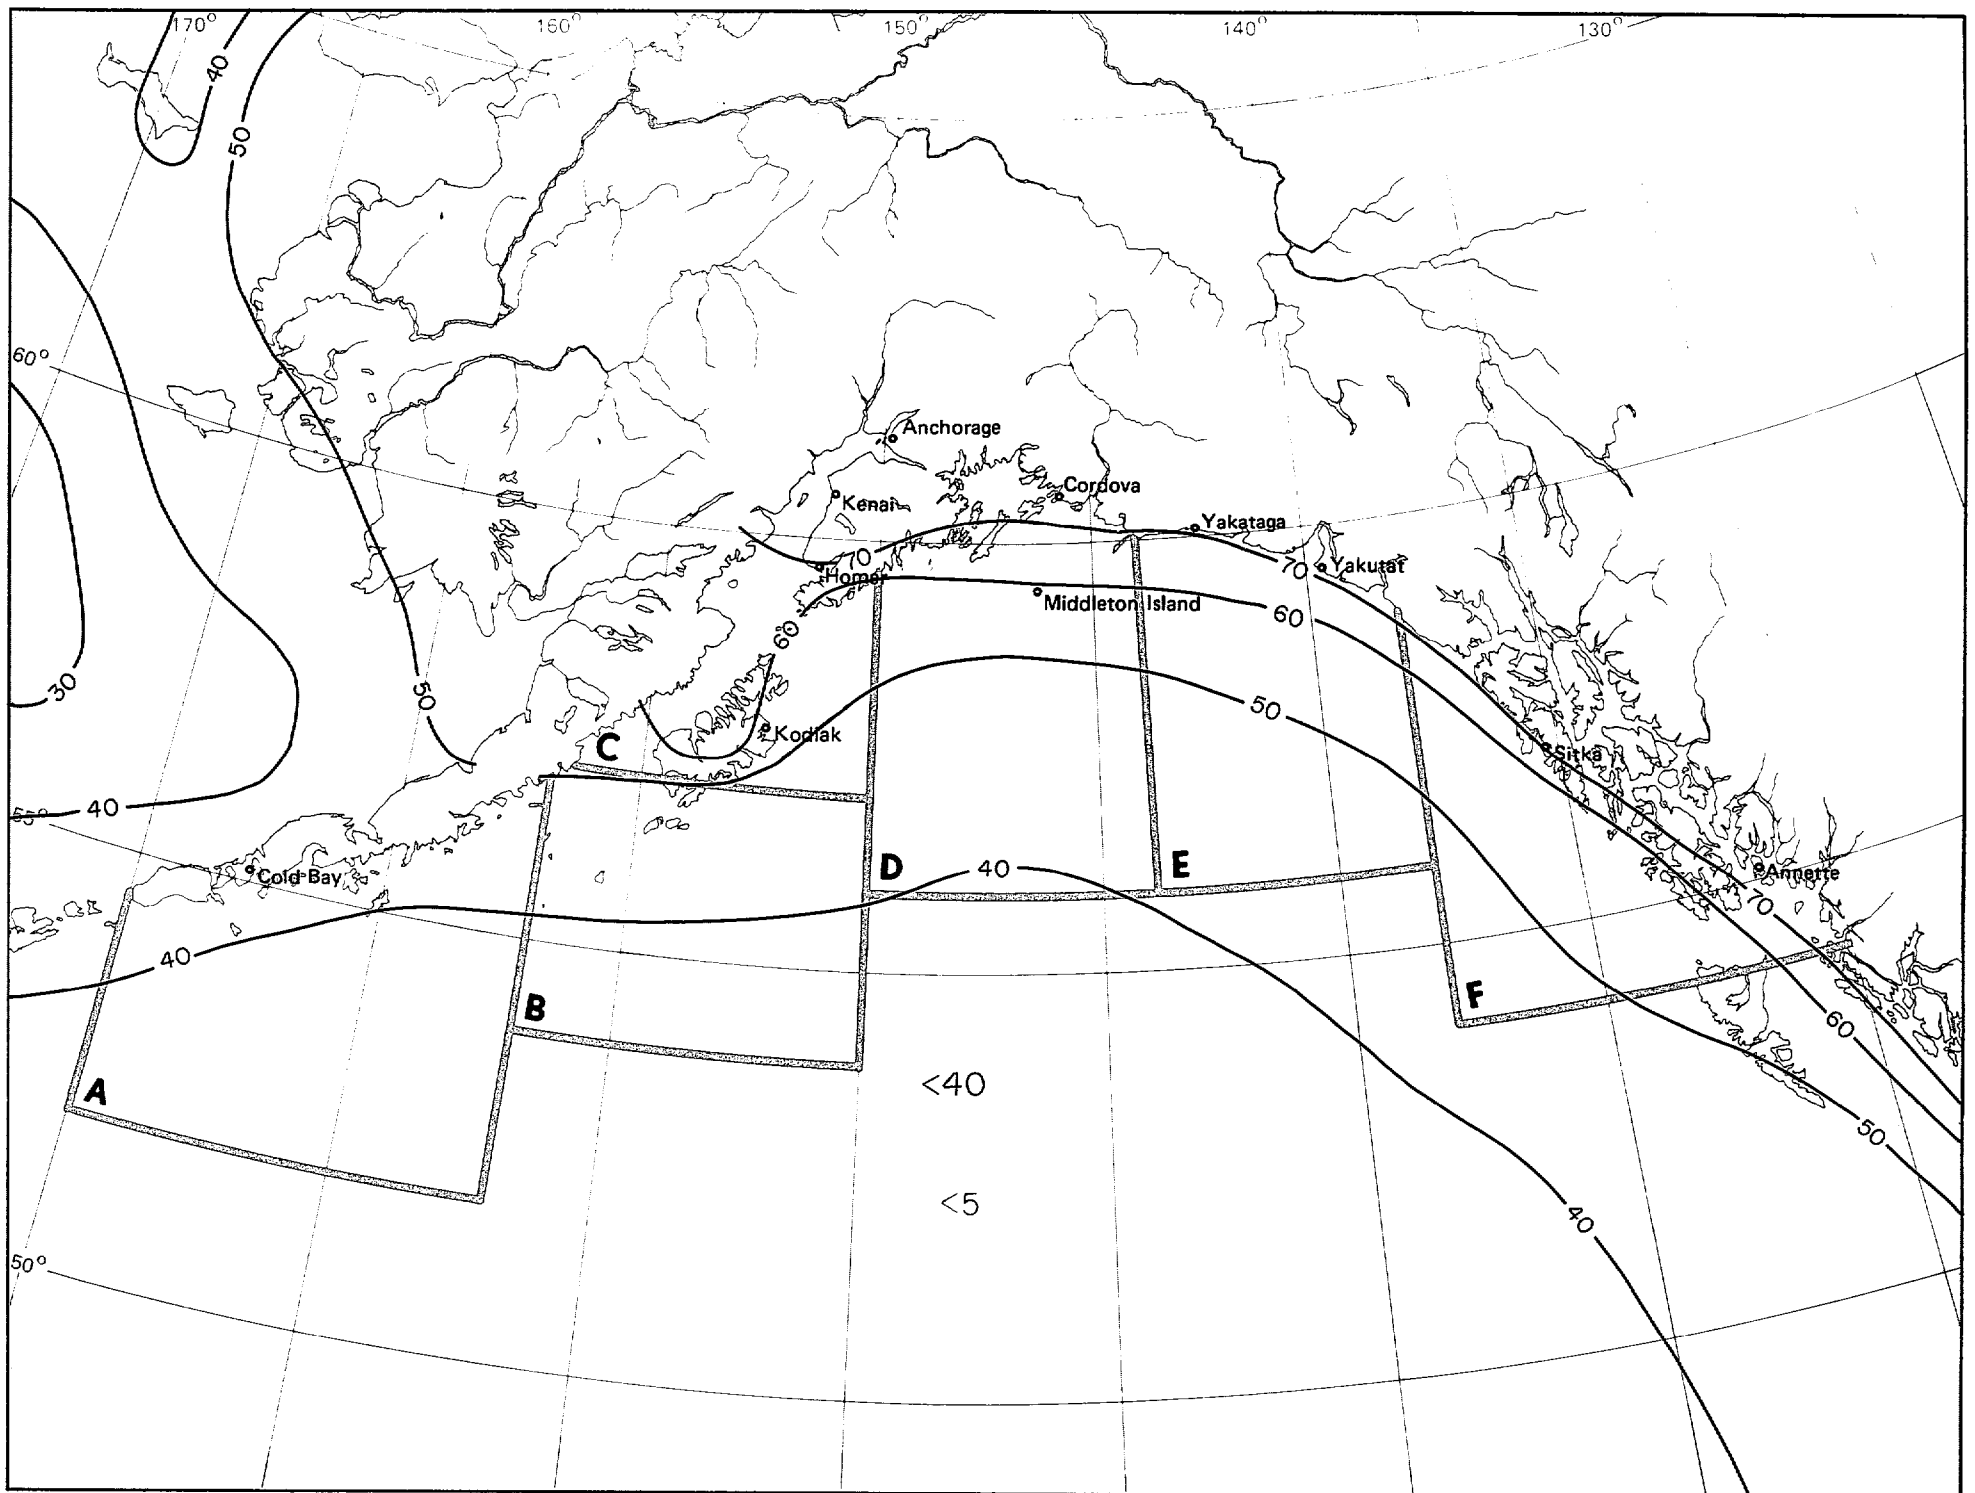 170°
160°
150°
140°
130°
40
50
60°
Anchorage
Kenai
Cordova
Yakataga
70
Homer
70
Yakutat
Middleton Island
60
60
30
50
50
Kodiak
C
Sitka
40
55°
Cold Bay
D
40
E
Annette
70
40
B
F
60
A
<40
50
<5
40
50°